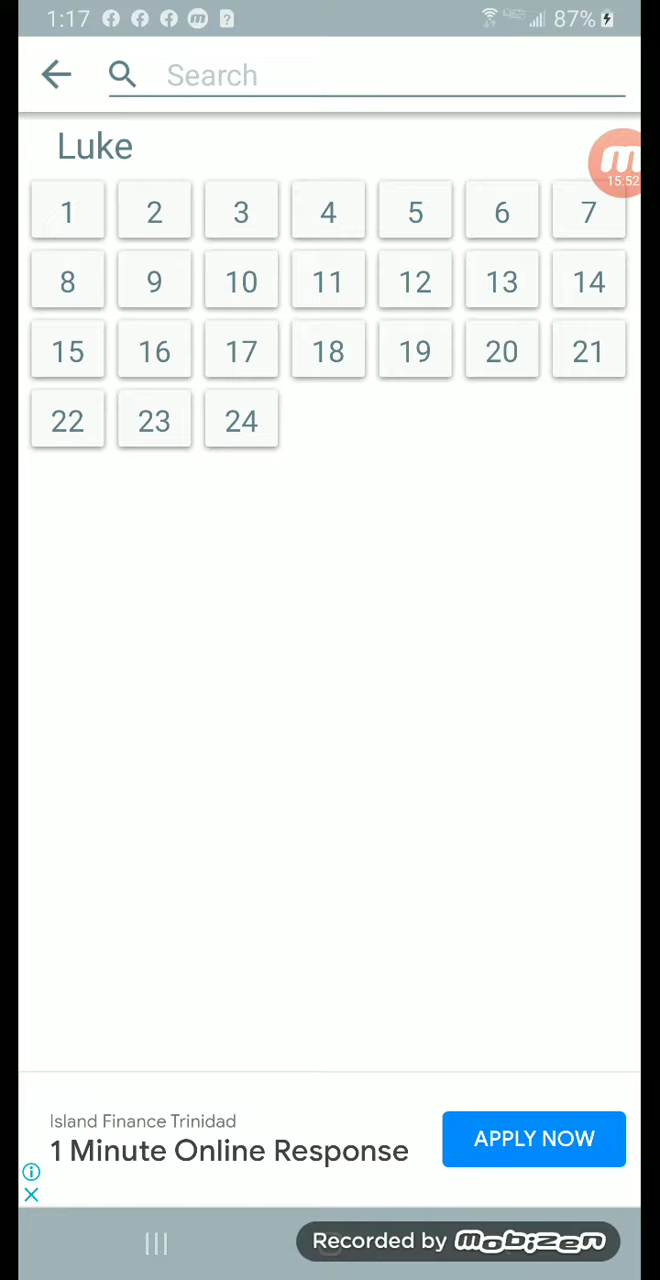 1:17 87%
Search
Luke
15:52
1 2 3 4 5 6 7
8 9 10 11 12 13 14
15 16 17 18 19 20 21
22 23 24
Island Finance Trinidad
1 Minute Online Response
APPLY NOW
Recorded by mobizen